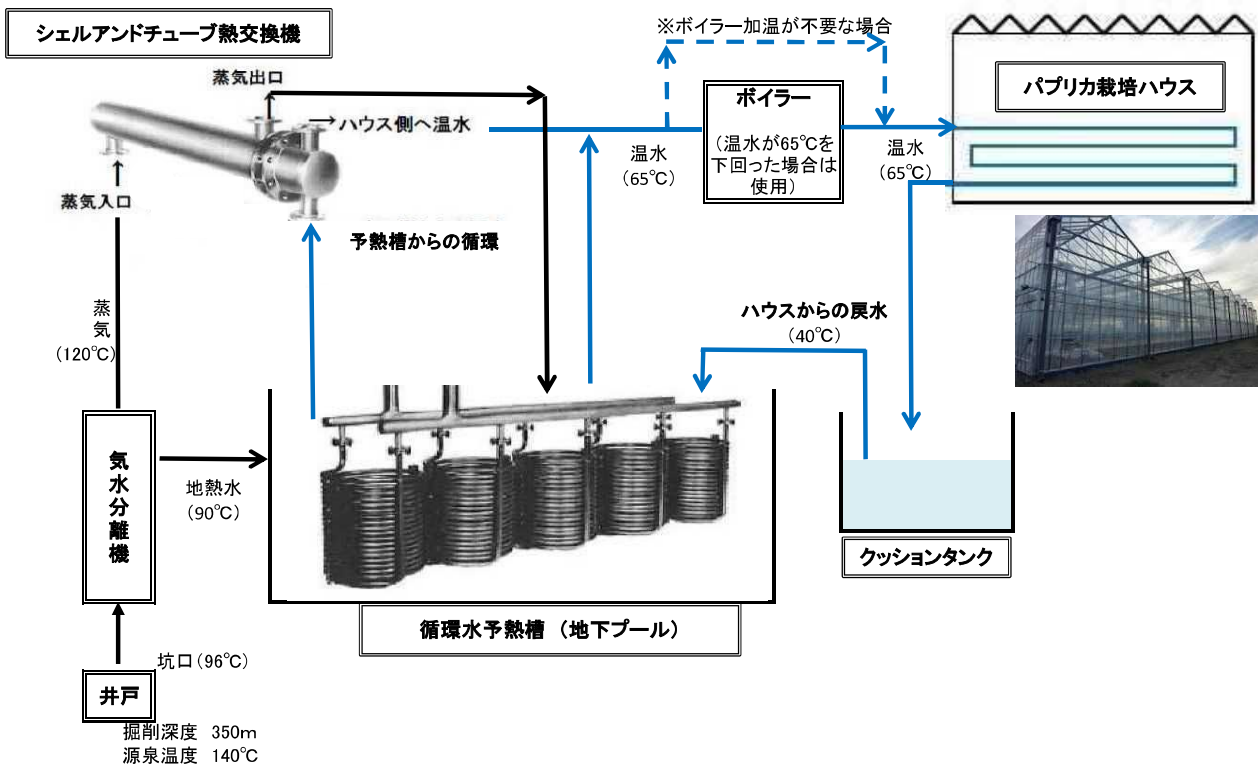 シェルアンドチューブ熱交換機
※ボイラー加温が不要な場合
蒸気出口
→ハウス側へ温水
ボイラー
(温水が65℃を
下回った場合は
使用)
パプリカ栽培ハウス
温水
(65℃)
温水
(65℃)
蒸気入口
予熱槽からの循環
蒸
気
(120℃)
ハウスからの戻水
(40℃)
気
水
分
離
機
地熱水
(90℃)
クッションタンク
循環水予熱槽 (地下プール)
坑口(96℃)
井戸
掘削深度 350m
源泉温度 140℃